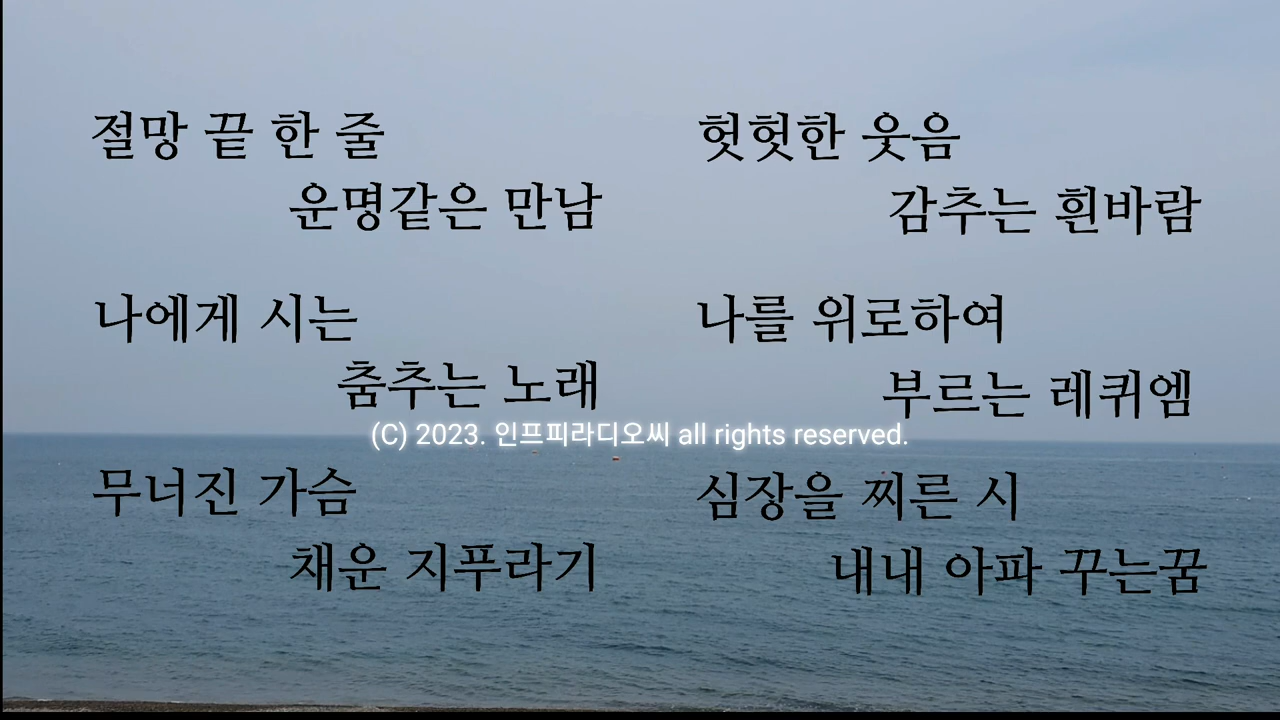 절망 끝 한 줄
운명같은 만남
나에게 시는
춤추는 노래
무너진 가슴
채운 지푸라기
헛헛한 웃음
감추는 흰바람
나를 위로하여
부르는 레퀴엠
심장을 찌른 시
내내 아파 꾸는꿈
(C) 2023. 인프피라디오씨 all rights reserved.